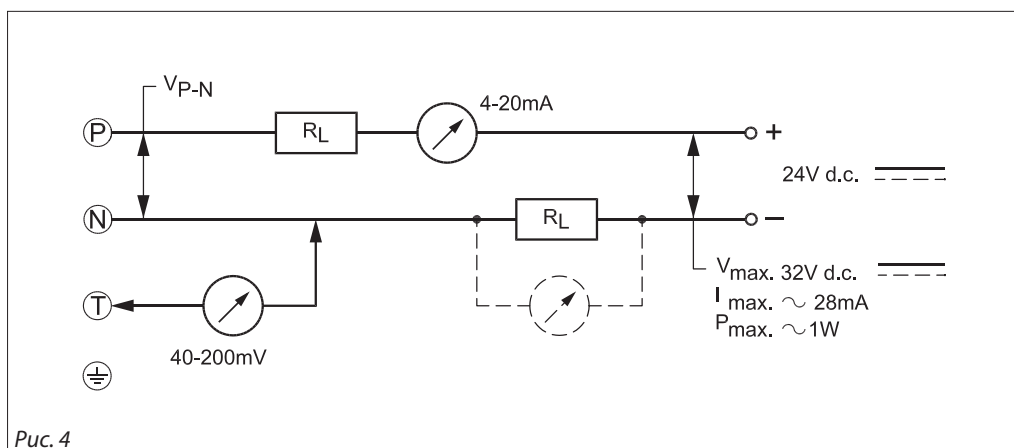 V P-N
4-20mA
P
R L
+
24V d.c.
N
R L
−
V max. 32V d.c.
I max. ~ 28mA
P max. ~ 1W
T
40-200mV
Рис. 4